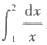 ∫₁² dx/x